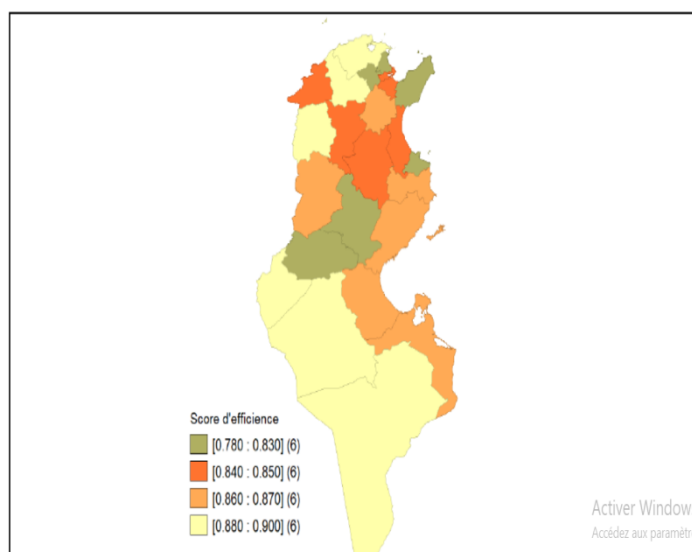 Score d'efficience
[0.780 : 0.830] (6)
[0.840 : 0.850] (6)
[0.860 : 0.870] (6)
[0.880 : 0.900] (6)
Activer Window
Accédez aux paramètr